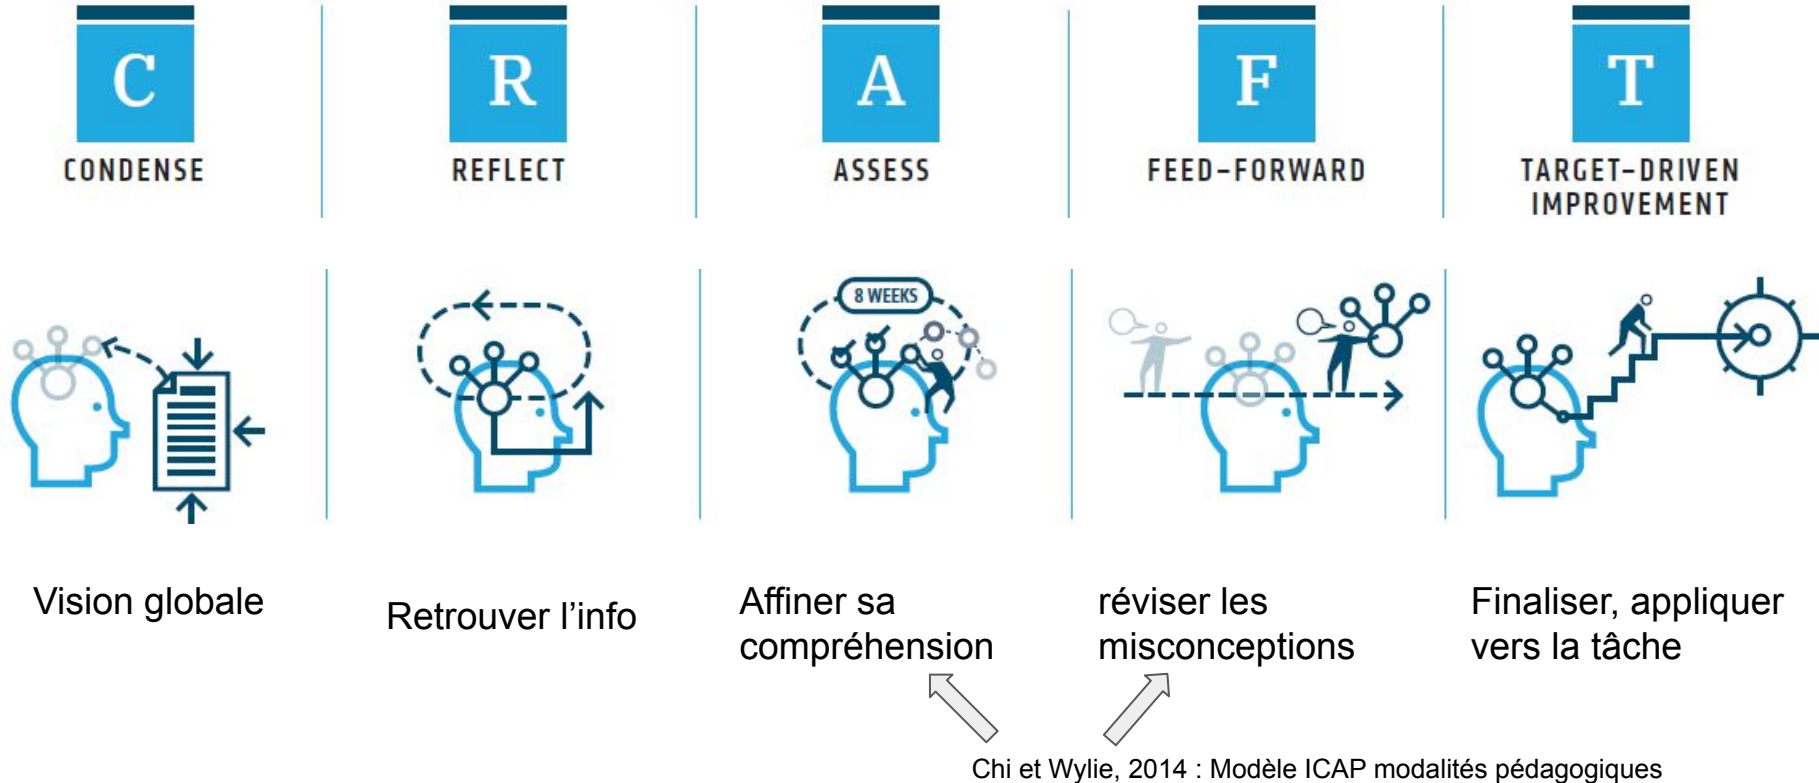 C
CONDENSE
R
REFLECT
A
ASSESS
F
FEED-FORWARD
T
TARGET-DRIVEN
IMPROVEMENT
8 WEEKS
Vision globale
Retrouver l’info
Affiner sa
compréhension
réviser les
misconceptions
Finaliser, appliquer
vers la tâche
Chi et Wylie, 2014 : Modèle ICAP modalités pédagogiques